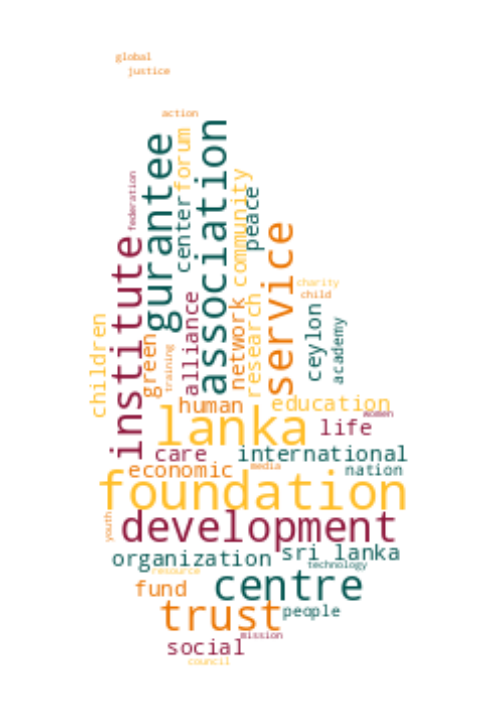 global
justice
action
federation
institute
gurantee
center
forum
association
community
peace
service
children
green
training
alliance
network
research
charity
child
ceylon
academy
human
education
women
lanka
life
care
international
economic
media
nation
foundation
youth
development
organization
sri lanka
resource
technology
fund
centre
trust
people
mission
social
council